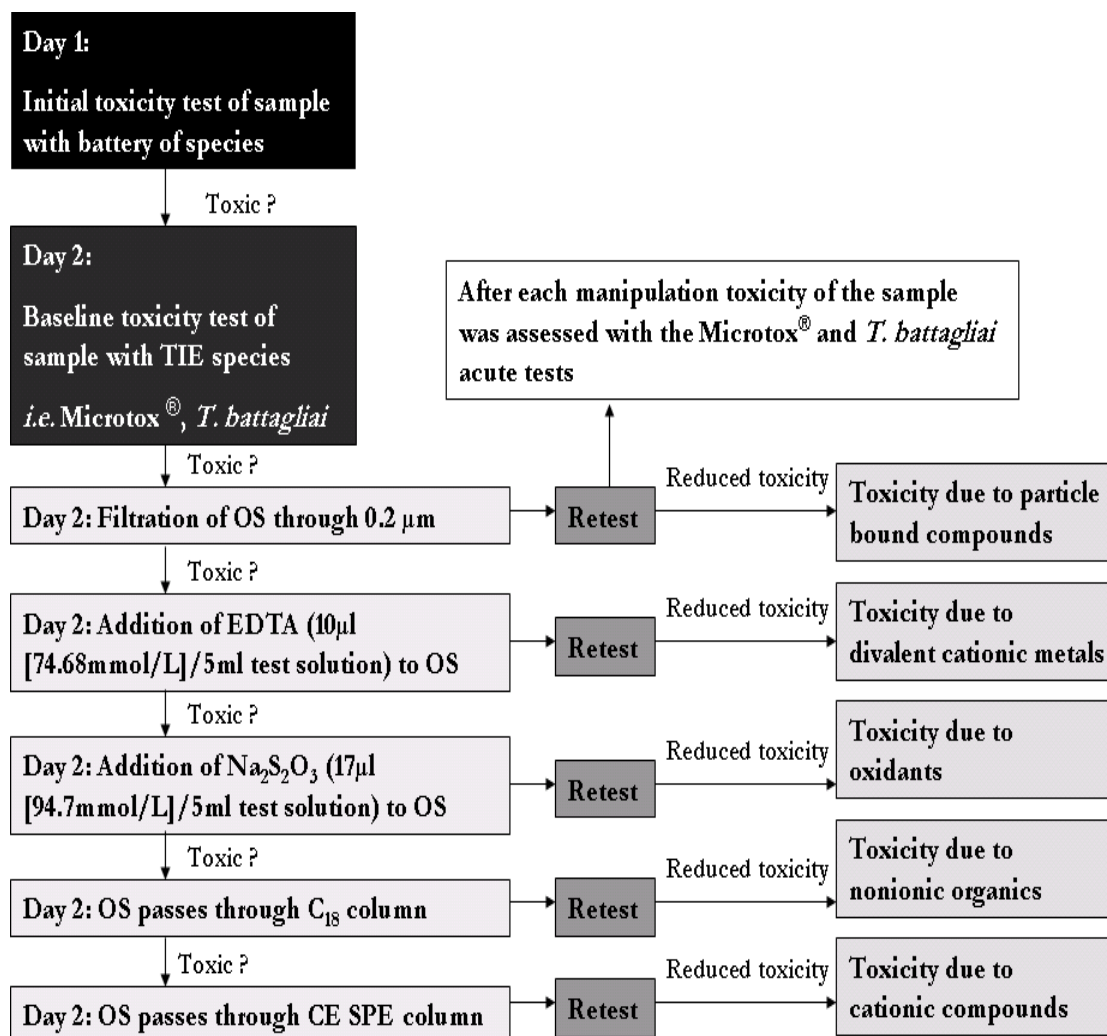 Day 1:
Initial toxicity test of sample
with battery of species
Toxic ?
Day 2:
Baseline toxicity test of
sample with TIE species
i.e. Microtox ®, T. battagliai
After each manipulation toxicity of the sample
was assessed with the Microtox® and T. battagliai
acute tests
Toxic ?
Day 2: Filtration of OS through 0.2 µm
Retest
Reduced toxicity
Toxicity due to particle
bound compounds
Toxic ?
Day 2: Addition of EDTA (10µl
[74.68mmol/L]/5ml test solution) to OS
Retest
Reduced toxicity
Toxicity due to
divalent cationic metals
Toxic ?
Day 2: Addition of Na₂S₂O₃ (17µl
[94.7mmol/L]/5ml test solution) to OS
Retest
Reduced toxicity
Toxicity due to
oxidants
Toxic ?
Day 2: OS passes through C₁₈ column
Retest
Reduced toxicity
Toxicity due to
nonionic organics
Toxic ?
Day 2: OS passes through CE SPE column
Retest
Reduced toxicity
Toxicity due to
cationic compounds